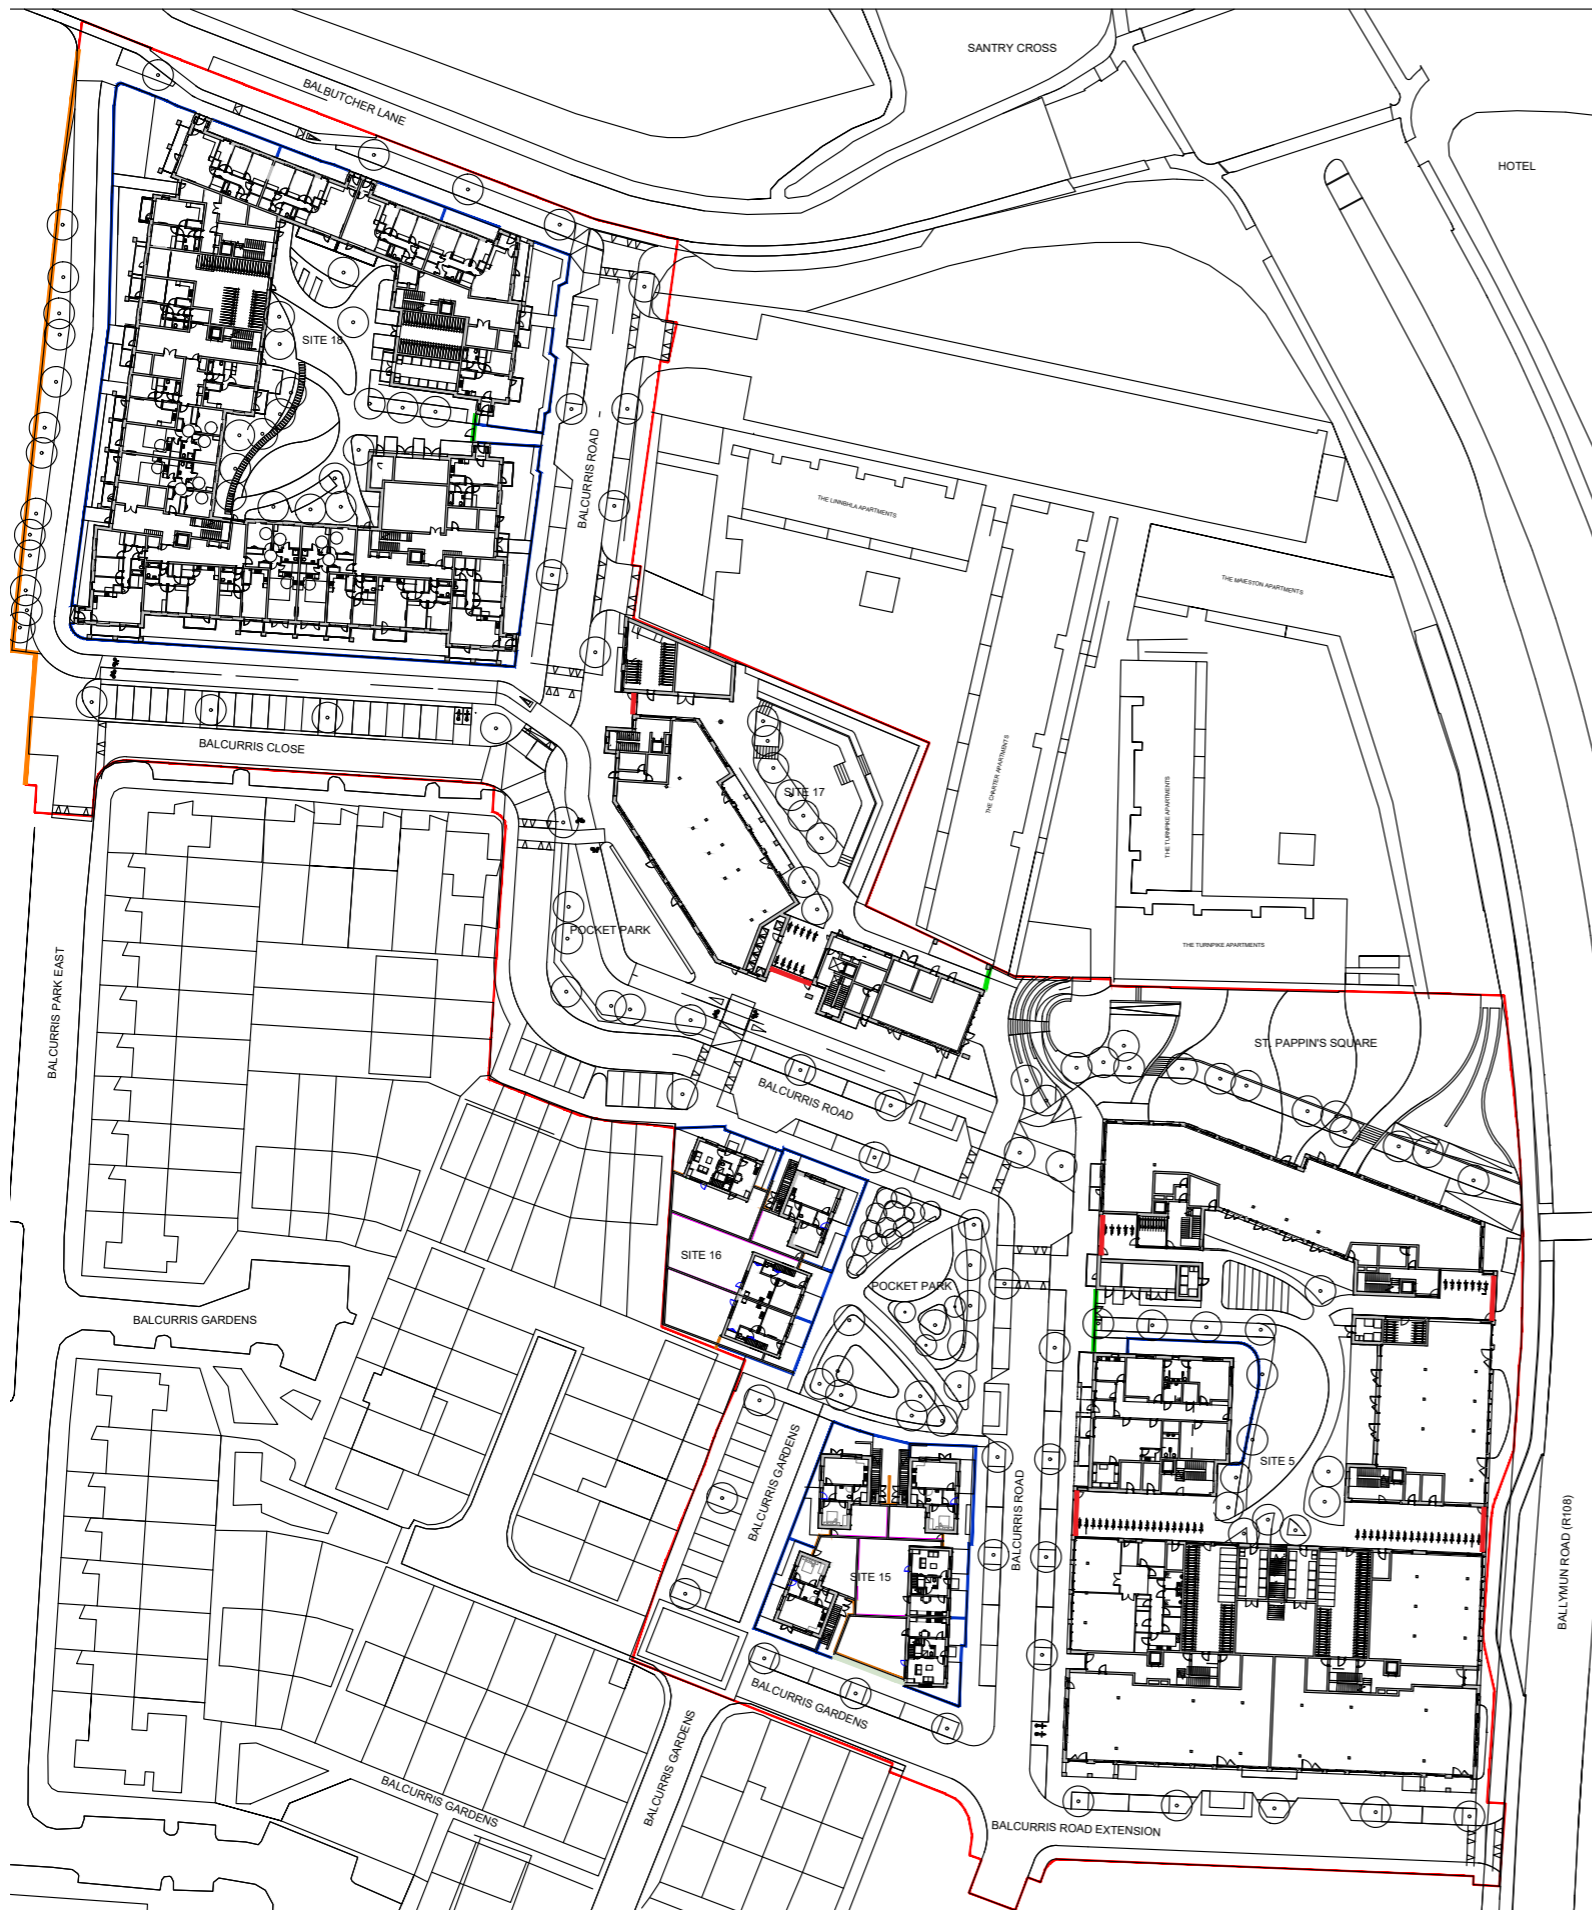 SANTRY CROSS
BALBUTCHER LANE
HOTEL
SITE 18
BALCURRIS ROAD
THE LINNBHLA APARTMENTS
THE MAIESTON APARTMENTS
BALCURRIS CLOSE
THE CHARTER APARTMENTS
SITE 17
THE TURNPIKE APARTMENTS
POCKET PARK
THE TURNPIKE APARTMENTS
BALCURRIS PARK EAST
ST. PAPPIN'S SQUARE
BALCURRIS ROAD
SITE 16
POCKET PARK
BALCURRIS GARDENS
SITE 5
BALCURRIS GARDENS
BALCURRIS ROAD
BALLYMUN ROAD (R108)
SITE 15
BALCURRIS GARDENS
BALCURRIS GARDENS
BALCURRIS GARDENS
BALCURRIS ROAD EXTENSION